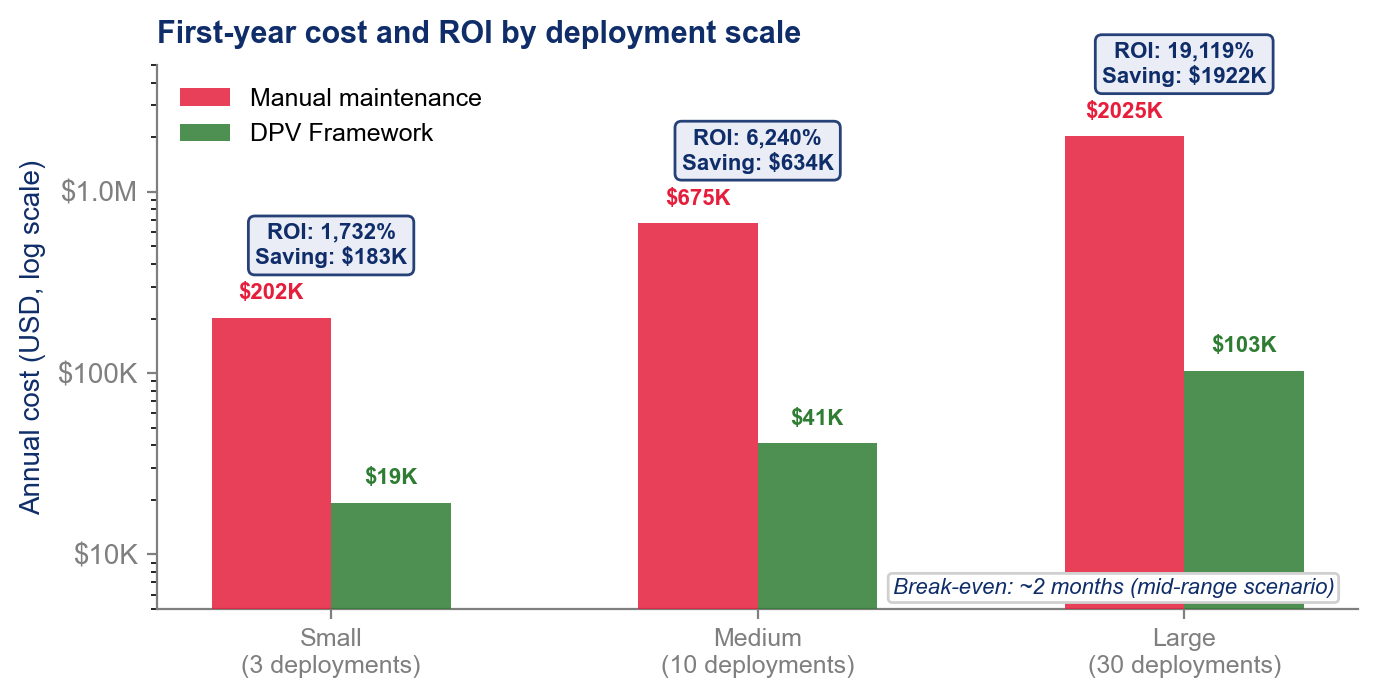 First-year cost and ROI by deployment scale
Manual maintenance
DPV Framework
Annual cost (USD, log scale)
$1.0M
$100K
$10K
ROI: 1,732%
Saving: $183K
$202K
$19K
ROI: 6,240%
Saving: $634K
$675K
$41K
ROI: 19,119%
Saving: $1922K
$2025K
$103K
Break-even: ~2 months (mid-range scenario)
Small
(3 deployments)
Medium
(10 deployments)
Large
(30 deployments)